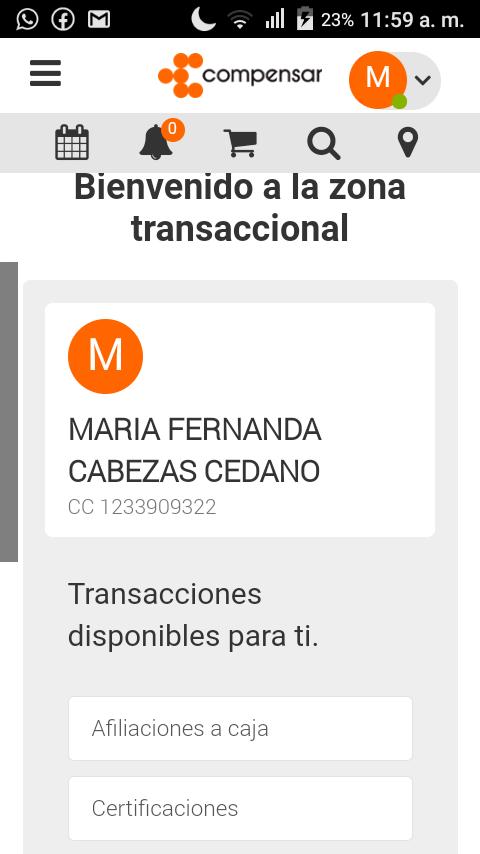 23% 11:59 a. m.
compensar
M
0
Bienvenido a la zona
transaccional
M
MARIA FERNANDA
CABEZAS CEDANO
CC 1233909322
Transacciones
disponibles para ti.
Afiliaciones a caja
Certificaciones